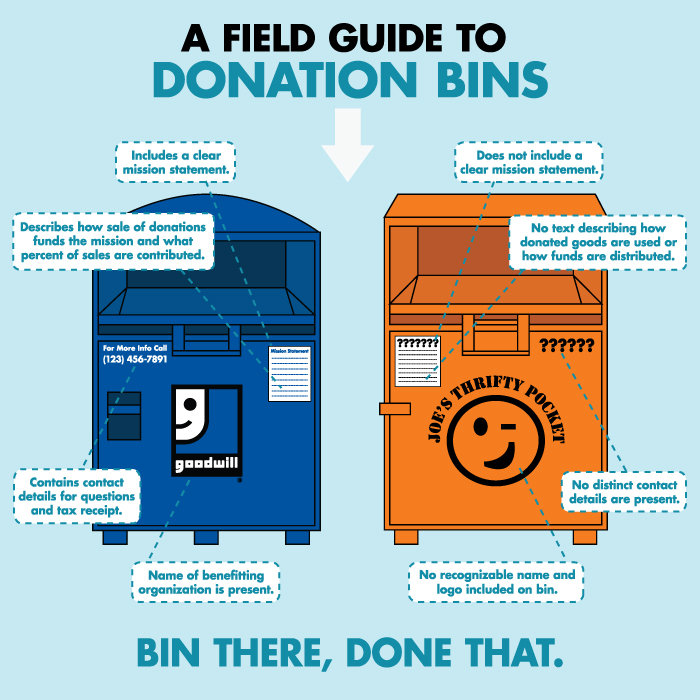 A FIELD GUIDE TO
DONATION BINS
Includes a clear
mission statement.
Describes how sale of donations
funds the mission and what
percent of sales are contributed.
For More Info Call
(123) 456-7891
Mission Statement
goodwill
Contains contact
details for questions
and tax receipt.
Name of benefitting
organization is present.
Does not include a
clear mission statement.
No text describing how
donated goods are used or
how funds are distributed.
???????
??????
JOE'S THRIFTY POCKET
No distinct contact
details are present.
No recognizable name and
logo included on bin.
BIN THERE, DONE THAT.